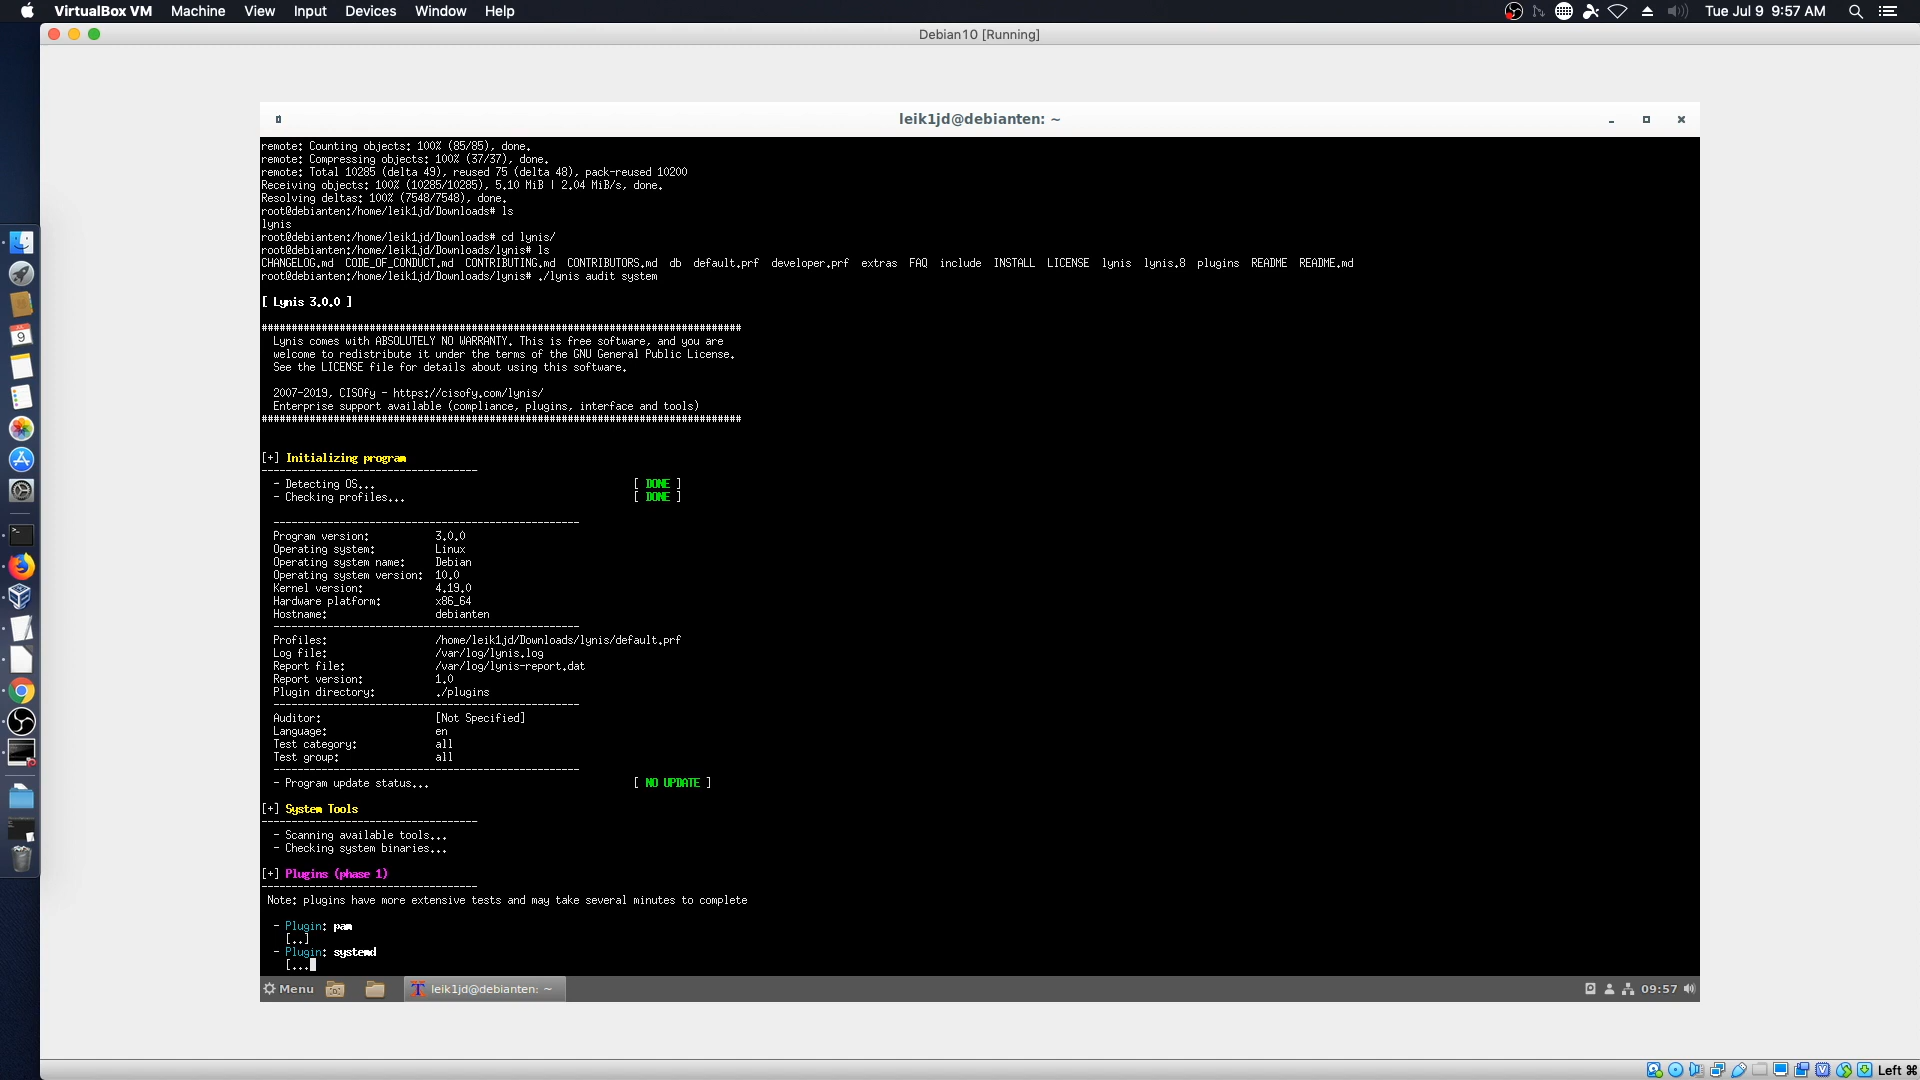 VirtualBox VM Machine View Input Devices Window Help Tue Jul 9 9:57 AM
Debian10 [Running]
leik1jd@debianten: ~
remote: Counting objects: 100% (85/85), done.
remote: Compressing objects: 100% (37/37), done.
remote: Total 10285 (delta 49), reused 75 (delta 48), pack-reused 10200
Receiving objects: 100% (10285/10285), 5.10 MiB | 2.04 MiB/s, done.
Resolving deltas: 100% (7548/7548), done.
root@debianten:/home/leik1jd/Downloads# ls
lynis
root@debianten:/home/leik1jd/Downloads# cd lynis/
root@debianten:/home/leik1jd/Downloads/lynis# ls
CHANGELOG.md CODE_OF_CONDUCT.md CONTRIBUTING.md CONTRIBUTORS.md db default.prf developer.prf extras FAQ include INSTALL LICENSE lynis lynis.8 plugins README README.md
root@debianten:/home/leik1jd/Downloads/lynis# ./lynis audit system
[ Lynis 3.0.0 ]
################################################################################
Lynis comes with ABSOLUTELY NO WARRANTY. This is free software, and you are
welcome to redistribute it under the terms of the GNU General Public License.
See the LICENSE file for details about using this software.
2007-2019, CISOfy - https://cisofy.com/lynis/
Enterprise support available (compliance, plugins, interface and tools)
################################################################################
[+] Initializing program
------------------------------------
- Detecting OS... [ DONE ]
- Checking profiles... [ DONE ]
---------------------------------------------------
Program version: 3.0.0
Operating system: Linux
Operating system name: Debian
Operating system version: 10.0
Kernel version: 4.19.0
Hardware platform: x86_64
Hostname: debianten
---------------------------------------------------
Profiles: /home/leik1jd/Downloads/lynis/default.prf
Log file: /var/log/lynis.log
Report file: /var/log/lynis-report.dat
Report version: 1.0
Plugin directory: ./plugins
---------------------------------------------------
Auditor: [Not Specified]
Language: en
Test category: all
Test group: all
---------------------------------------------------
- Program update status... [ NO UPDATE ]
[+] System Tools
------------------------------------
- Scanning available tools...
- Checking system binaries...
[+] Plugins (phase 1)
------------------------------------
Note: plugins have more extensive tests and may take several minutes to complete
- Plugin: pam
[..]
- Plugin: systemd
[...
Menu leik1jd@debianten: ~ 09:57
Left ⌘